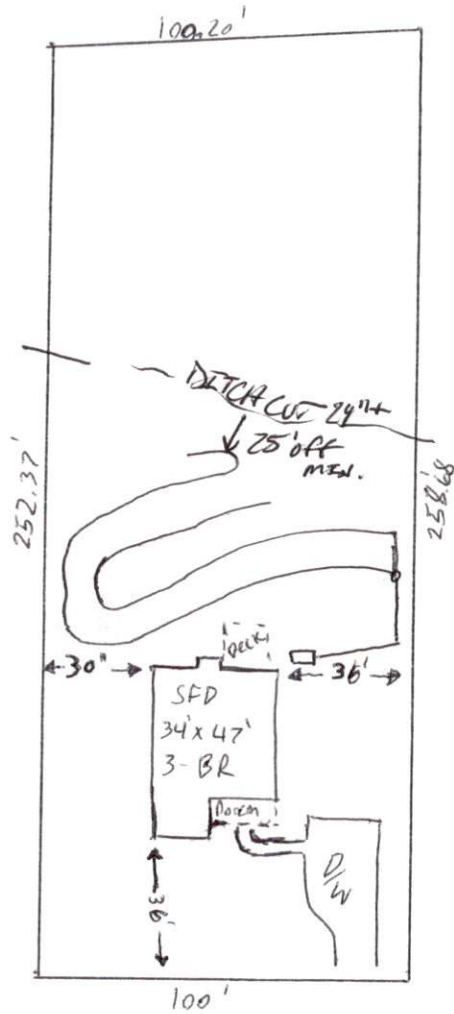 100.20'
DITCH CUT 24"+
25' off
MIN.
252.37'
258.68'
Deck
30"
36'
SFD
34'x47'
3-BR
Porch
D/W
36'
100'